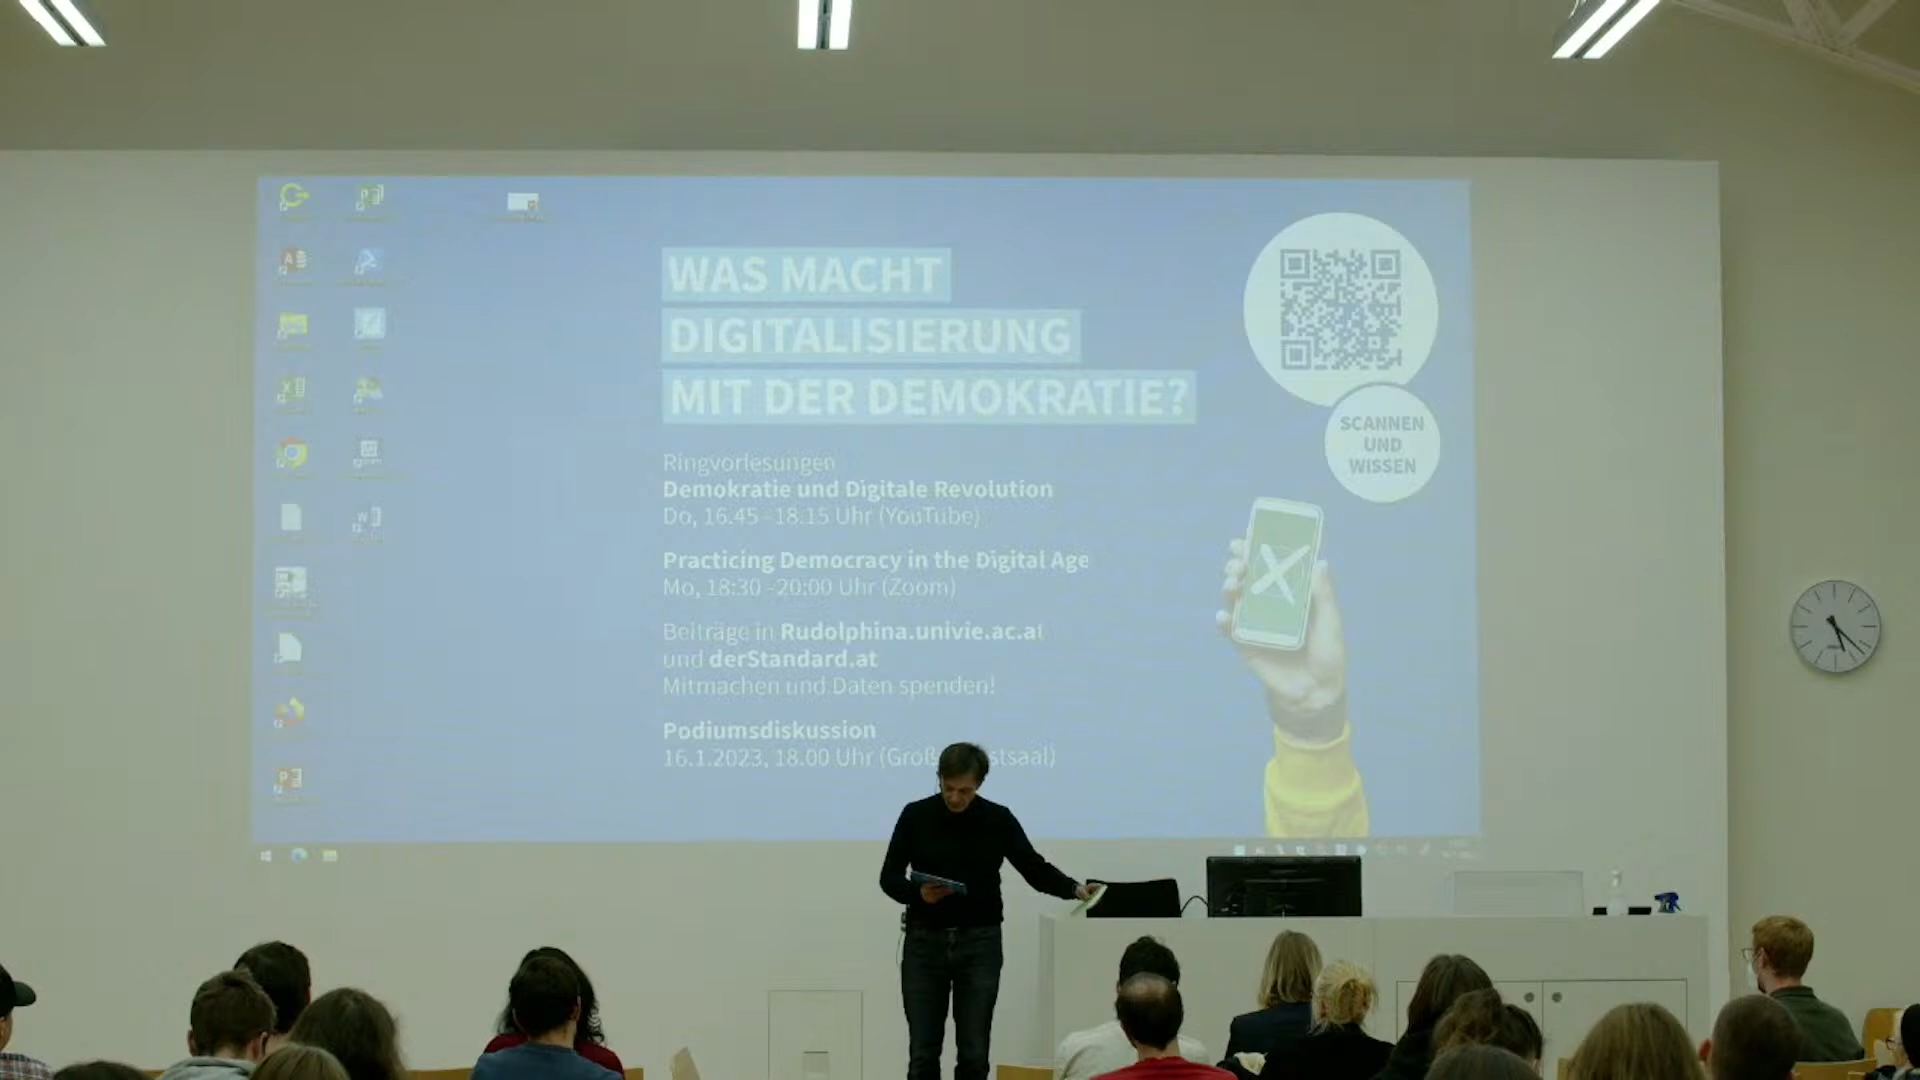 WAS MACHT
DIGITALISIERUNG
MIT DER DEMOKRATIE?
SCANNEN
UND
WISSEN
Ringvorlesungen
Demokratie und Digitale Revolution
Do, 16.45 - 18.15 Uhr (YouTube)
Practicing Democracy in the Digital Age
Mo, 18:30 - 20:00 Uhr (Zoom)
Beiträge in Rudolphina.univie.ac.at
und derStandard.at
Mitmachen und Daten spenden!
Podiumsdiskussion
16.1.2023, 18.00 Uhr (Groß stsaal)